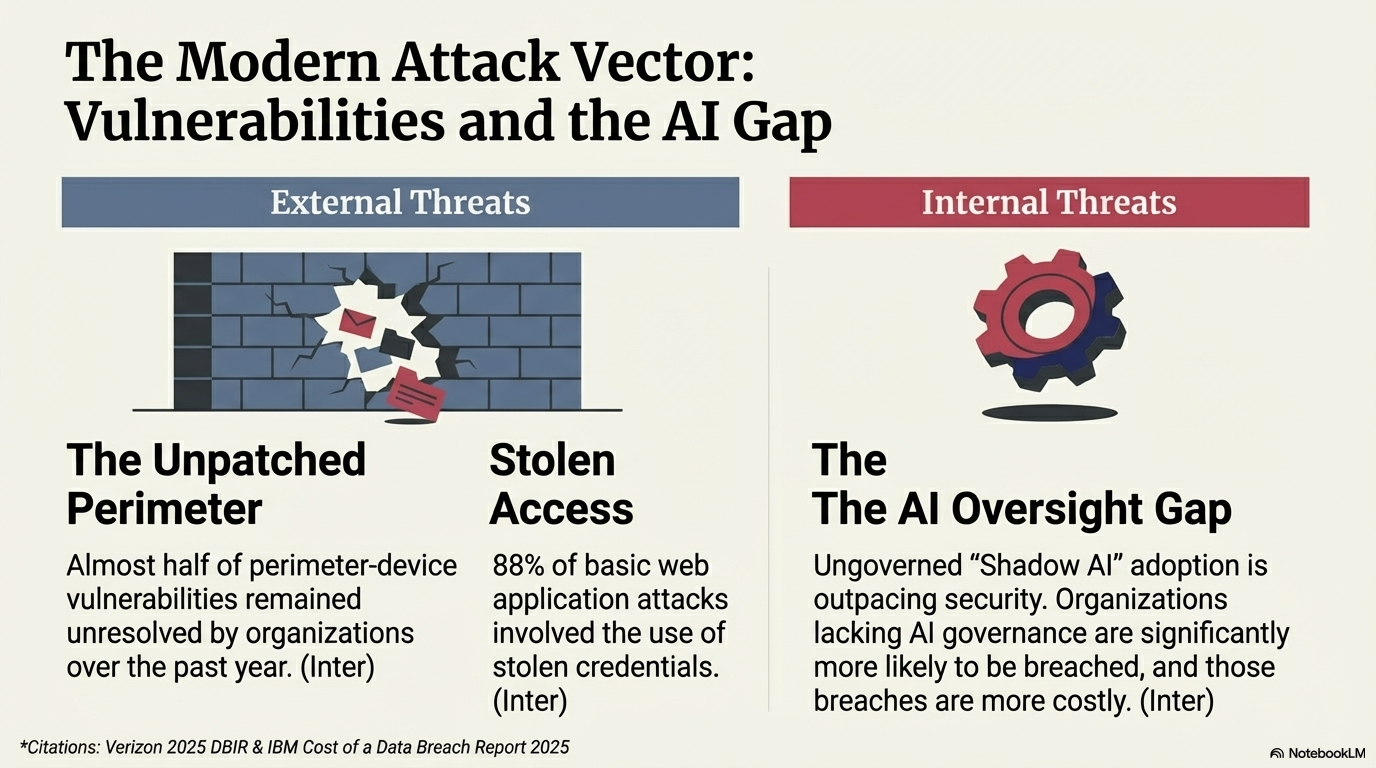 The Modern Attack Vector:
Vulnerabilities and the AI Gap
External Threats
The Unpatched
Perimeter
Almost half of perimeter-device
vulnerabilities remained
unresolved by organizations
over the past year. (Inter)
Stolen
Access
88% of basic web
application attacks
involved the use of
stolen credentials.
(Inter)
Internal Threats
The
The AI Oversight Gap
Ungoverned “Shadow AI” adoption is
outpacing security. Organizations
lacking AI governance are significantly
more likely to be breached, and those
breaches are more costly. (Inter)
*Citations: Verizon 2025 DBIR & IBM Cost of a Data Breach Report 2025
NotebookLM